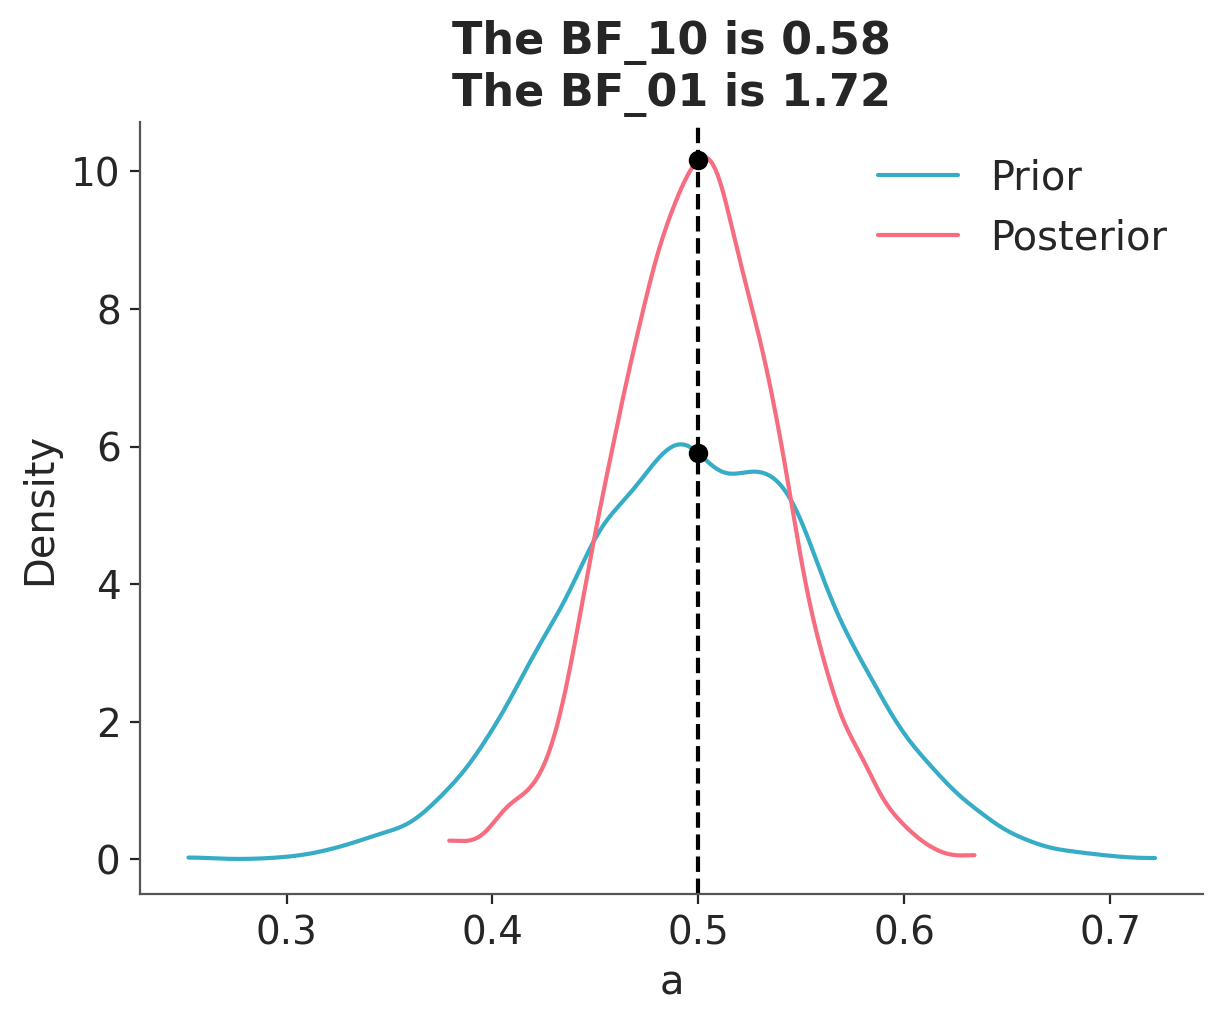 The BF_10 is 0.58
The BF_01 is 1.72
Prior
Posterior
10
8
6
4
2
0
Density
0.3
0.4
0.5
0.6
0.7
a